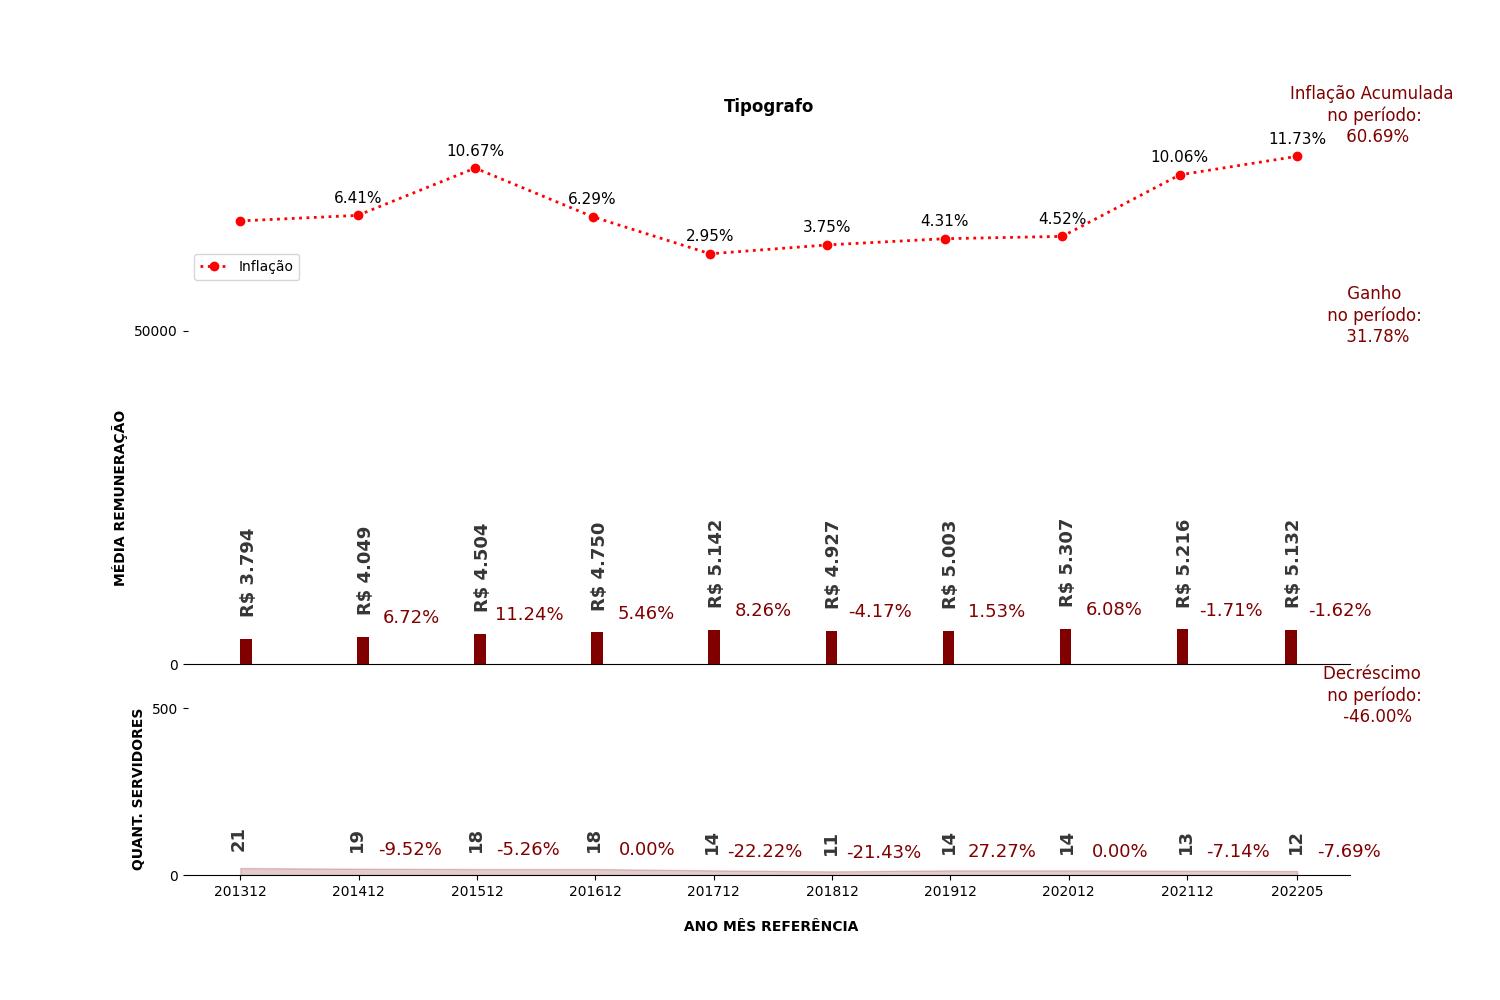 Tipografo
Inflação Acumulada
no período:
60.69%
6.41%
10.67%
6.29%
2.95%
3.75%
4.31%
4.52%
10.06%
11.73%
Inflação
Ganho
no período:
31.78%
50000
0
MÉDIA REMUNERAÇÃO
R$ 3.794
R$ 4.049
R$ 4.504
R$ 4.750
R$ 5.142
R$ 4.927
R$ 5.003
R$ 5.307
R$ 5.216
R$ 5.132
6.72%
11.24%
5.46%
8.26%
-4.17%
1.53%
6.08%
-1.71%
-1.62%
Decréscimo
no período:
-46.00%
500
0
QUANT. SERVIDORES
21
19
18
18
14
11
14
14
13
12
-9.52%
-5.26%
0.00%
-22.22%
-21.43%
27.27%
0.00%
-7.14%
-7.69%
201312
201412
201512
201612
201712
201812
201912
202012
202112
202205
ANO MÊS REFERÊNCIA